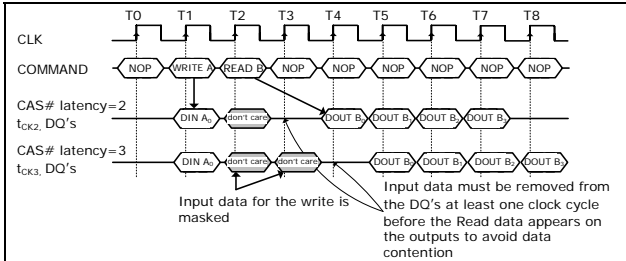 T0 T1 T2 T3 T4 T5 T6 T7 T8
CLK
COMMAND NOP WRITE A READ B NOP NOP NOP NOP NOP NOP
CAS# latency=2
tCK2, DQ's DIN A0 don't care DOUT B0 DOUT B1 DOUT B2 DOUT B3
CAS# latency=3
tCK3, DQ's DIN A0 don't care don't care DOUT B0 DOUT B1 DOUT B2 DOUT B3
Input data for the write is
masked
Input data must be removed from
the DQ's at least one clock cycle
before the Read data appears on
the outputs to avoid data
contention